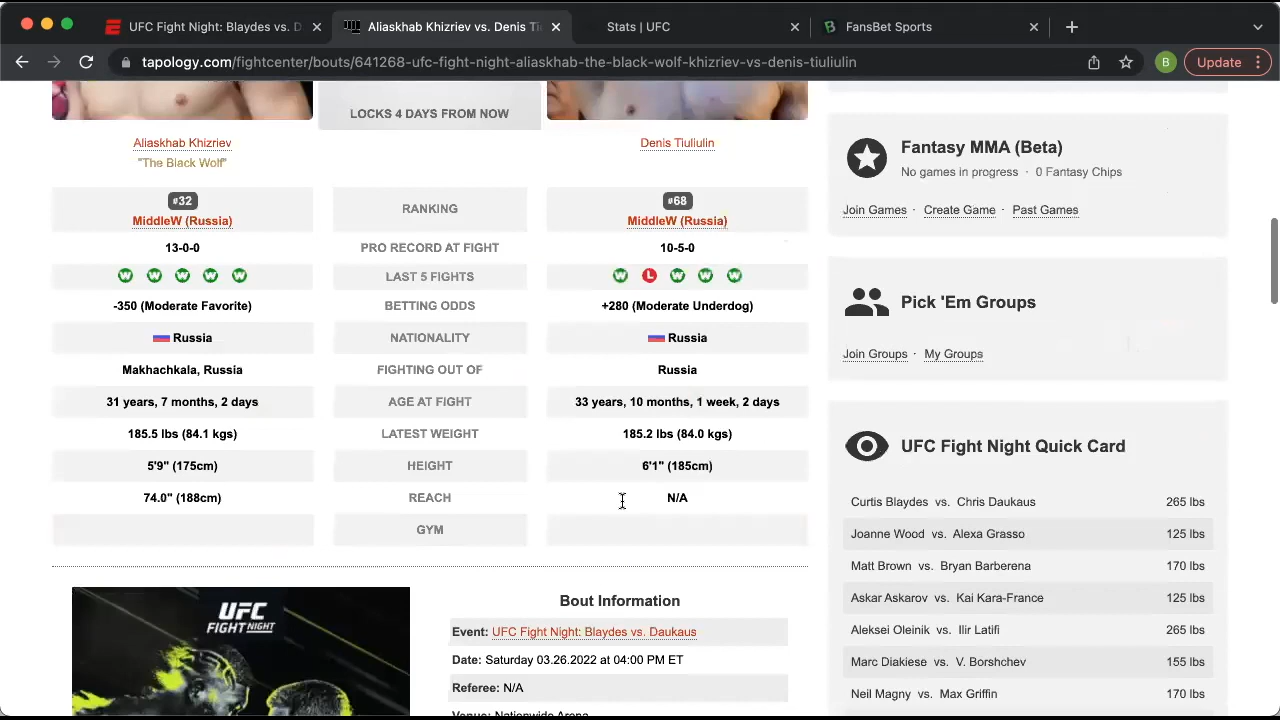 UFC Fight Night: Blaydes vs. D
Aliaskhab Khizriev vs. Denis Ti
Stats | UFC
FansBet Sports
tapology.com/fightcenter/bouts/641268-ufc-fight-night-aliaskhab-the-black-wolf-khizriev-vs-denis-tiuliulin
B
Update
LOCKS 4 DAYS FROM NOW
Aliaskhab Khizriev
"The Black Wolf"
Denis Tiuliulin
#32
MiddleW (Russia)
RANKING
#68
MiddleW (Russia)
13-0-0 PRO RECORD AT FIGHT 10-5-0
W W W W W LAST 5 FIGHTS W L W W W
-350 (Moderate Favorite) BETTING ODDS +280 (Moderate Underdog)
Russia NATIONALITY Russia
Makhachkala, Russia FIGHTING OUT OF Russia
31 years, 7 months, 2 days AGE AT FIGHT 33 years, 10 months, 1 week, 2 days
185.5 lbs (84.1 kgs) LATEST WEIGHT 185.2 lbs (84.0 kgs)
5'9" (175cm) HEIGHT 6'1" (185cm)
74.0" (188cm) REACH N/A
GYM
UFC
FIGHT NIGHT
Bout Information
Event: UFC Fight Night: Blaydes vs. Daukaus
Date: Saturday 03.26.2022 at 04:00 PM ET
Referee: N/A
Venue: Nationwide Arena
Fantasy MMA (Beta)
No games in progress · 0 Fantasy Chips
Join Games · Create Game · Past Games
Pick 'Em Groups
Join Groups · My Groups
UFC Fight Night Quick Card
Curtis Blaydes vs. Chris Daukaus 265 lbs
Joanne Wood vs. Alexa Grasso 125 lbs
Matt Brown vs. Bryan Barberena 170 lbs
Askar Askarov vs. Kai Kara-France 125 lbs
Aleksei Oleinik vs. Ilir Latifi 265 lbs
Marc Diakiese vs. V. Borshchev 155 lbs
Neil Magny vs. Max Griffin 170 lbs